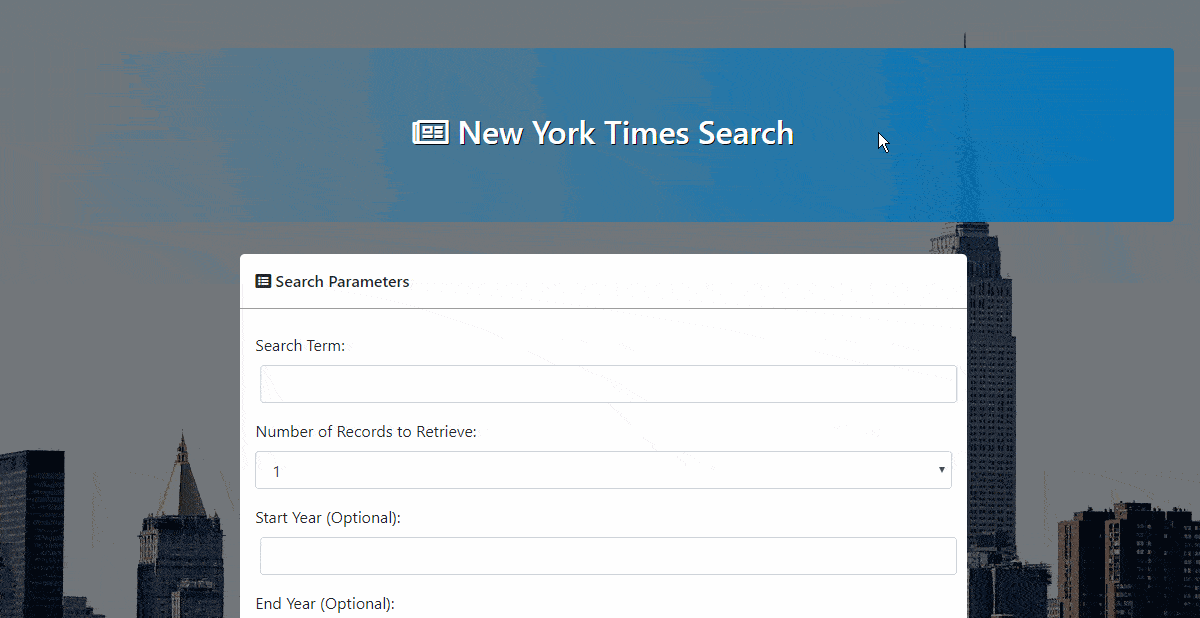 New York Times Search
Search Parameters
Search Term:
Number of Records to Retrieve:
1
Start Year (Optional):
End Year (Optional):